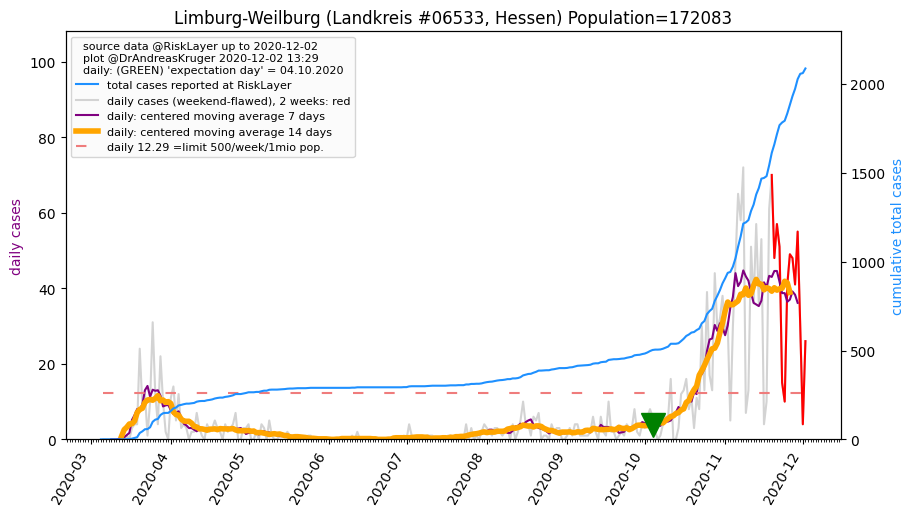 Limburg-Weilburg (Landkreis #06533, Hessen) Population=172083
source data @RiskLayer up to 2020-12-02
plot @DrAndreasKruger 2020-12-02 13:29
daily: (GREEN) 'expectation day' = 04.10.2020
total cases reported at RiskLayer
daily cases (weekend-flawed), 2 weeks: red
daily: centered moving average 7 days
daily: centered moving average 14 days
daily 12.29 =limit 500/week/1mio pop.
daily cases
100
80
60
40
20
0
cumulative total cases
2000
1500
1000
500
0
2020-03
2020-04
2020-05
2020-06
2020-07
2020-08
2020-09
2020-10
2020-11
2020-12